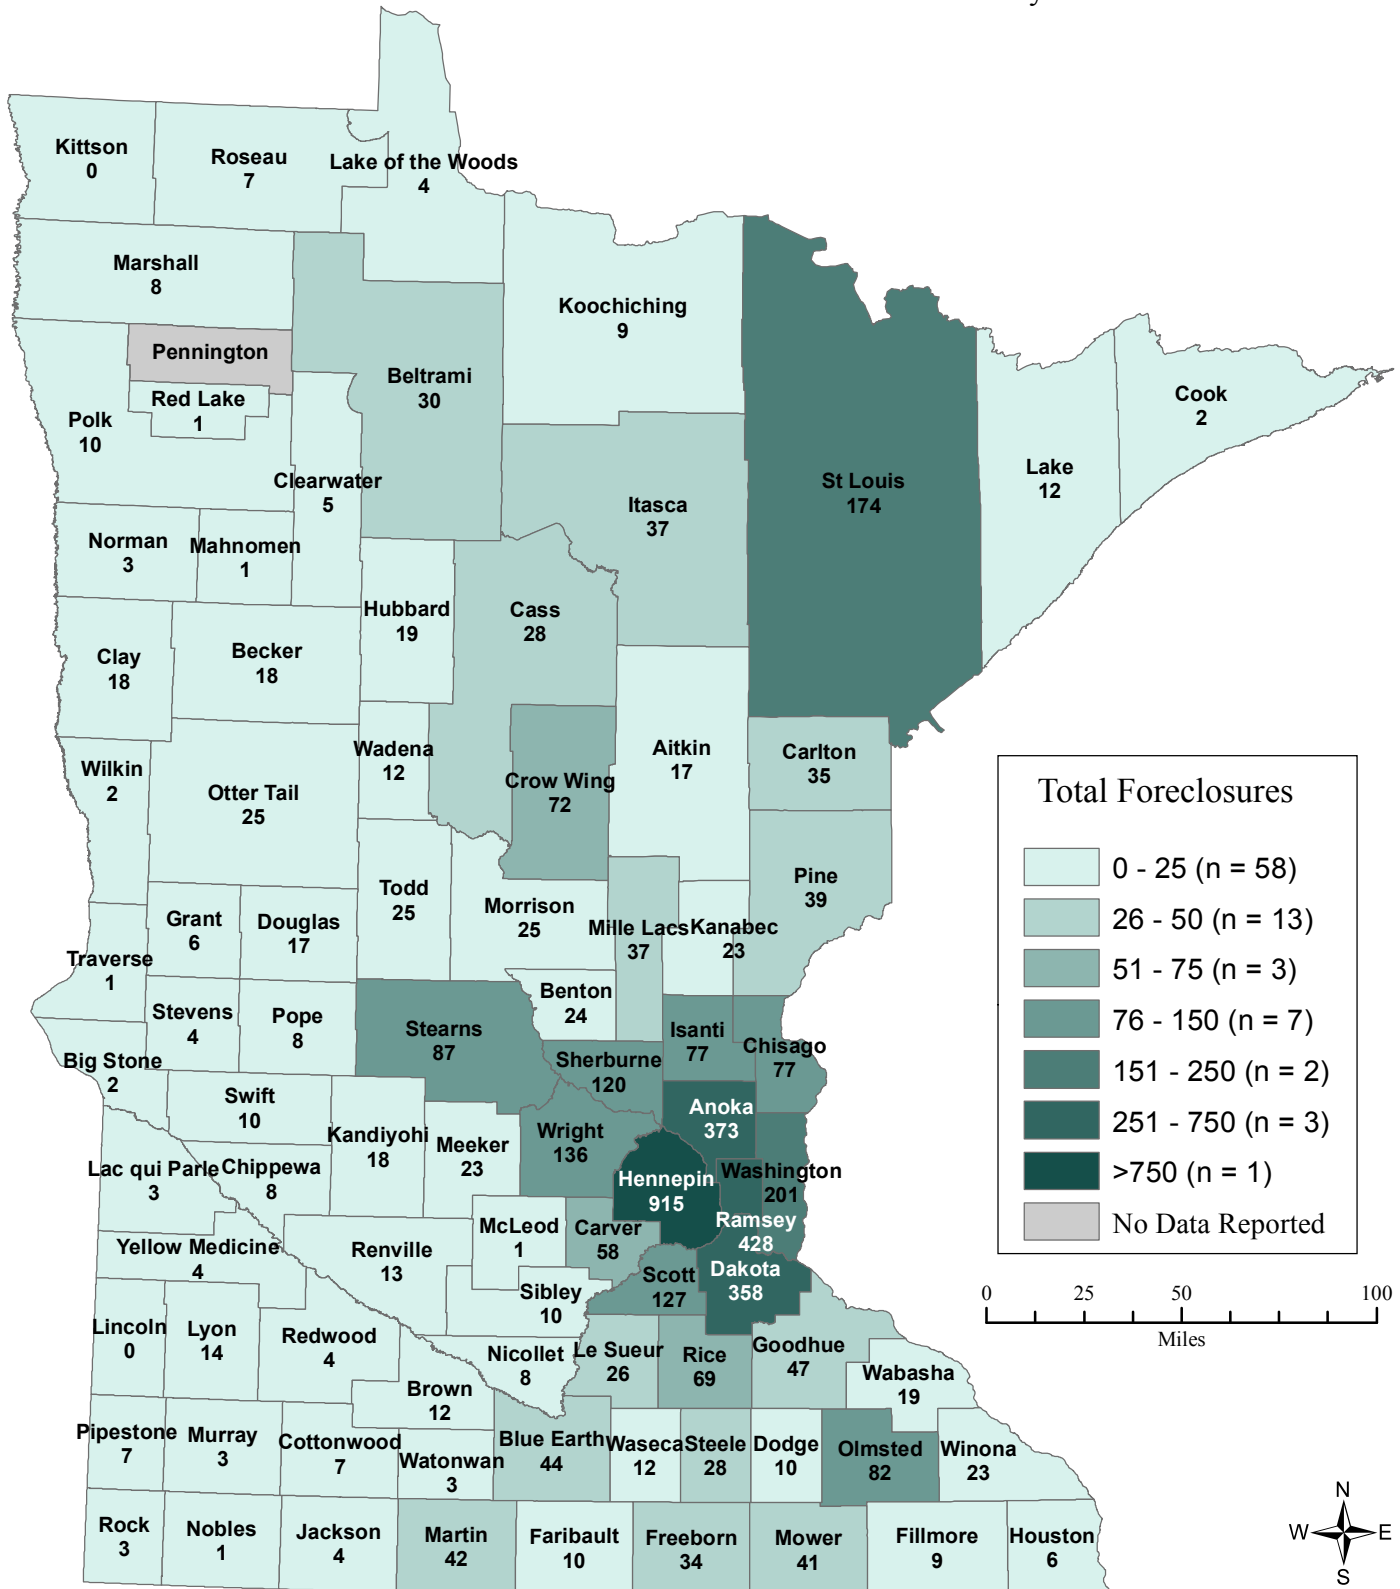 y
Kittson
0
Roseau
7
Lake of the Woods
4
Marshall
8
Koochiching
9
Pennington
Beltrami
30
Red Lake
1
Polk
10
Cook
2
Clearwater
5
St Louis
174
Lake
12
Itasca
37
Norman
3
Mahnomen
1
Hubbard
19
Cass
28
Clay
18
Becker
18
Wadena
12
Aitkin
17
Carlton
35
Wilkin
2
Otter Tail
25
Crow Wing
72
Pine
39
Todd
25
Morrison
25
Grant
6
Douglas
17
Mille Lacs
37
Kanabec
23
Traverse
1
Benton
24
Stevens
4
Pope
8
Stearns
87
Isanti
77
Chisago
77
Big Stone
2
Sherburne
120
Swift
10
Anoka
373
Kandiyohi
18
Meeker
23
Wright
136
Lac qui Parle
3
Chippewa
8
Hennepin
915
Washington
201
McLeod
1
Carver
58
Ramsey
428
Yellow Medicine
4
Renville
13
Scott
127
Dakota
358
Sibley
10
Lincoln
0
Lyon
14
Redwood
4
Nicollet
8
Le Sueur
26
Rice
69
Goodhue
47
Wabasha
19
Brown
12
Pipestone
7
Murray
3
Cottonwood
7
Watonwan
3
Blue Earth
44
Waseca
12
Steele
28
Dodge
10
Olmsted
82
Winona
23
Rock
3
Nobles
1
Jackson
4
Martin
42
Faribault
10
Freeborn
34
Mower
41
Fillmore
9
Houston
6
Total Foreclosures
0 - 25 (n = 58)
26 - 50 (n = 13)
51 - 75 (n = 3)
76 - 150 (n = 7)
151 - 250 (n = 2)
251 - 750 (n = 3)
>750 (n = 1)
No Data Reported
0 25 50 100
Miles
N
W E
S